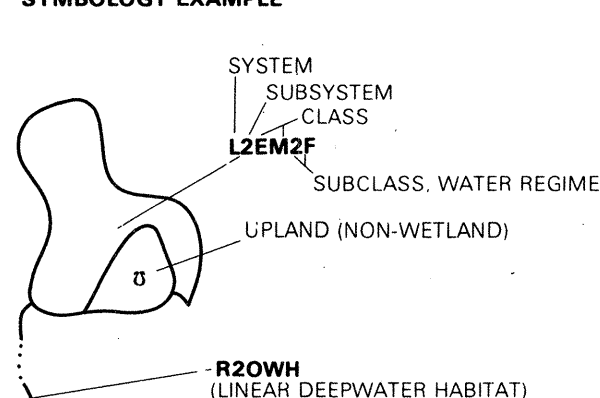 SYMBOLOGY EXAMPLE
SYSTEM
SUBSYSTEM
CLASS
L2EM2F
SUBCLASS, WATER REGIME
UPLAND (NON-WETLAND)
U
R2OWH
(LINEAR DEEPWATER HABITAT)